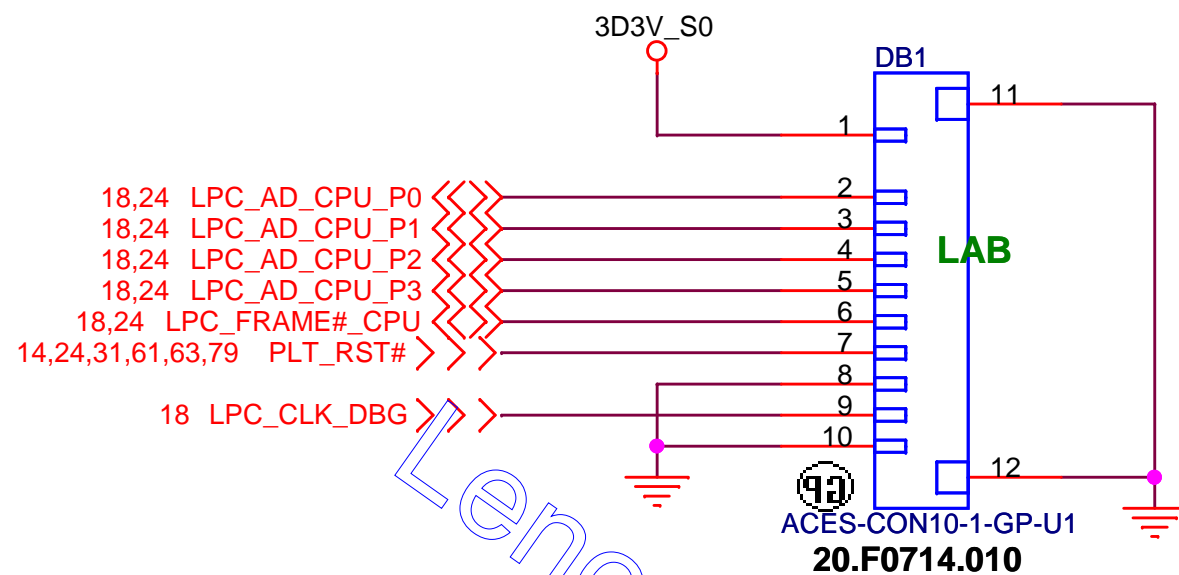 3D3V_S0
DB1
11
1
18,24 LPC_AD_CPU_P0 2
18,24 LPC_AD_CPU_P1 3
18,24 LPC_AD_CPU_P2 4
LAB
18,24 LPC_AD_CPU_P3 5
18,24 LPC_FRAME#_CPU 6
14,24,31,61,63,79 PLT_RST# 7
8
18 LPC_CLK_DBG 9
10
12
GP
ACES-CON10-1-GP-U1
20.F0714.010